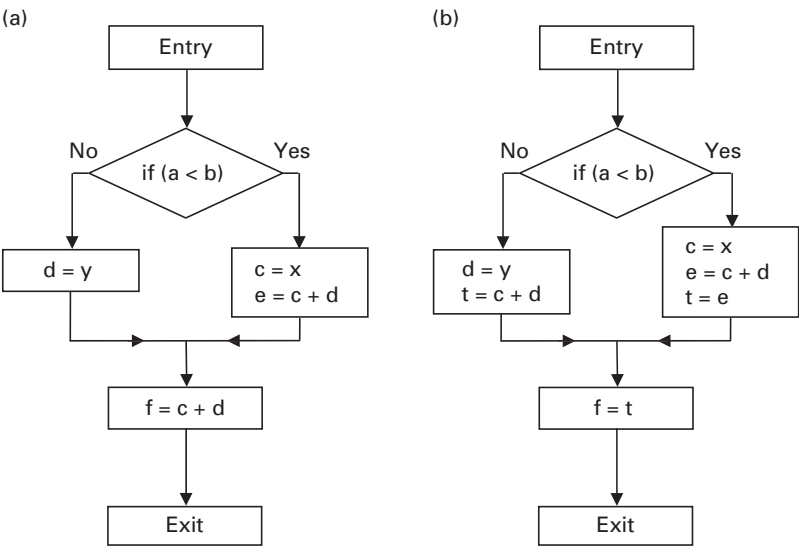 (a)
Entry
No
Yes
if (a < b)
d = y
c = x
e = c + d
f = c + d
Exit
(b)
Entry
No
Yes
if (a < b)
d = y
t = c + d
c = x
e = c + d
t = e
f = t
Exit